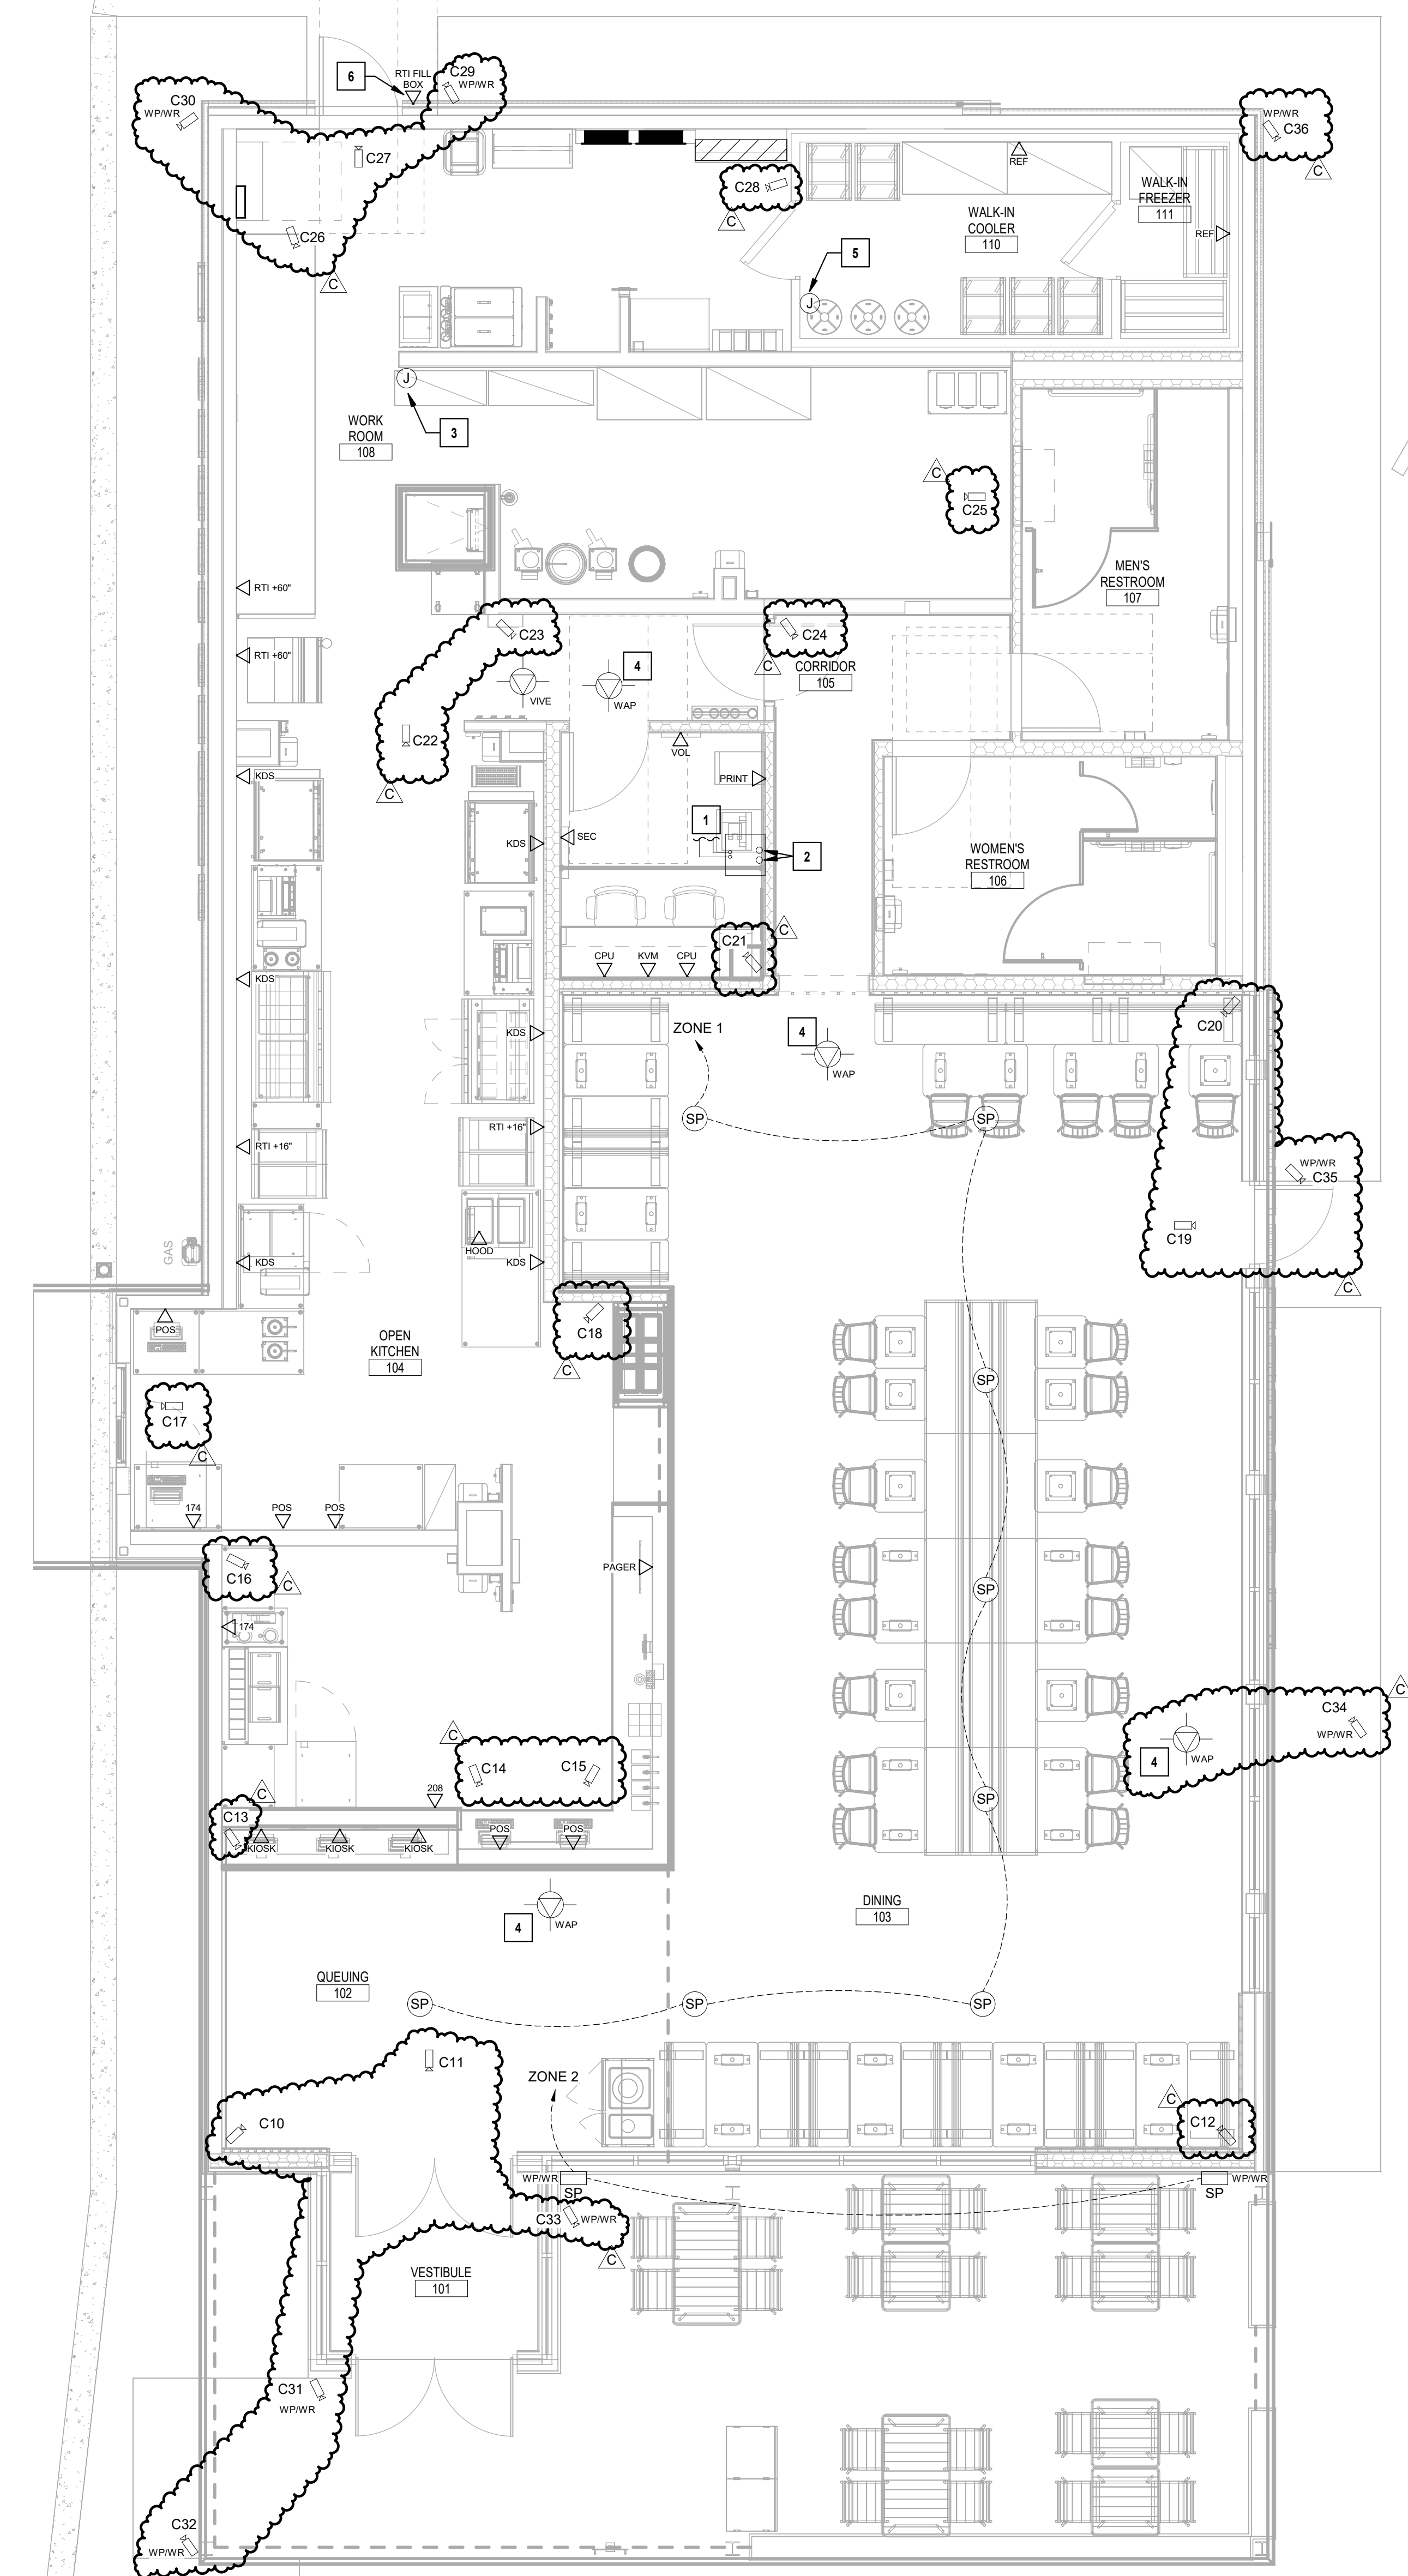 6
RTI FILL
BOX
C29
WP/WR
C30
WP/WR
C27
C26
C
C28
C
REF
WALK-IN
FREEZER
111
WALK-IN
COOLER
110
REF
WP/WR
C36
C
5
J
J
3
WORK
ROOM
108
C
C25
MEN'S
RESTROOM
107
RTI +60"
RTI +60"
C23
C24
C
CORRIDOR
105
4
VIVE
WAP
C22
C
VOL
PRINT
KDS
1
SEC
KDS
2
WOMEN'S
RESTROOM
106
C21
C
CPU
KVM
CPU
KDS
KDS
ZONE 1
4
WAP
C20
SP
SP
RTI +16"
RTI +16"
WP/WR
C35
C19
C
GAS
HOOD
KDS
KDS
POS
OPEN
KITCHEN
104
C18
C
SP
C17
C
174
POS
POS
C16
C
174
PAGER
SP
C
C14
C15
C
C34
WP/WR
4
WAP
208
C
C13
KIOSK
KIOSK
KIOSK
POS
POS
SP
4
WAP
DINING
103
QUEUING
102
SP
SP
SP
C11
C10
ZONE 2
C
C12
WP/WR
SP
WP/WR
SP
C33
WP/WR
C
VESTIBULE
101
C31
WP/WR
C32
WP/WR